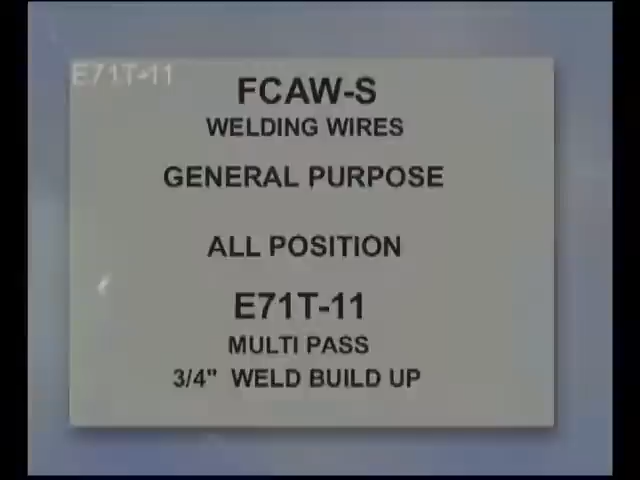 E71T-11
FCAW-S
WELDING WIRES
GENERAL PURPOSE
ALL POSITION
E71T-11
MULTI PASS
3/4" WELD BUILD UP